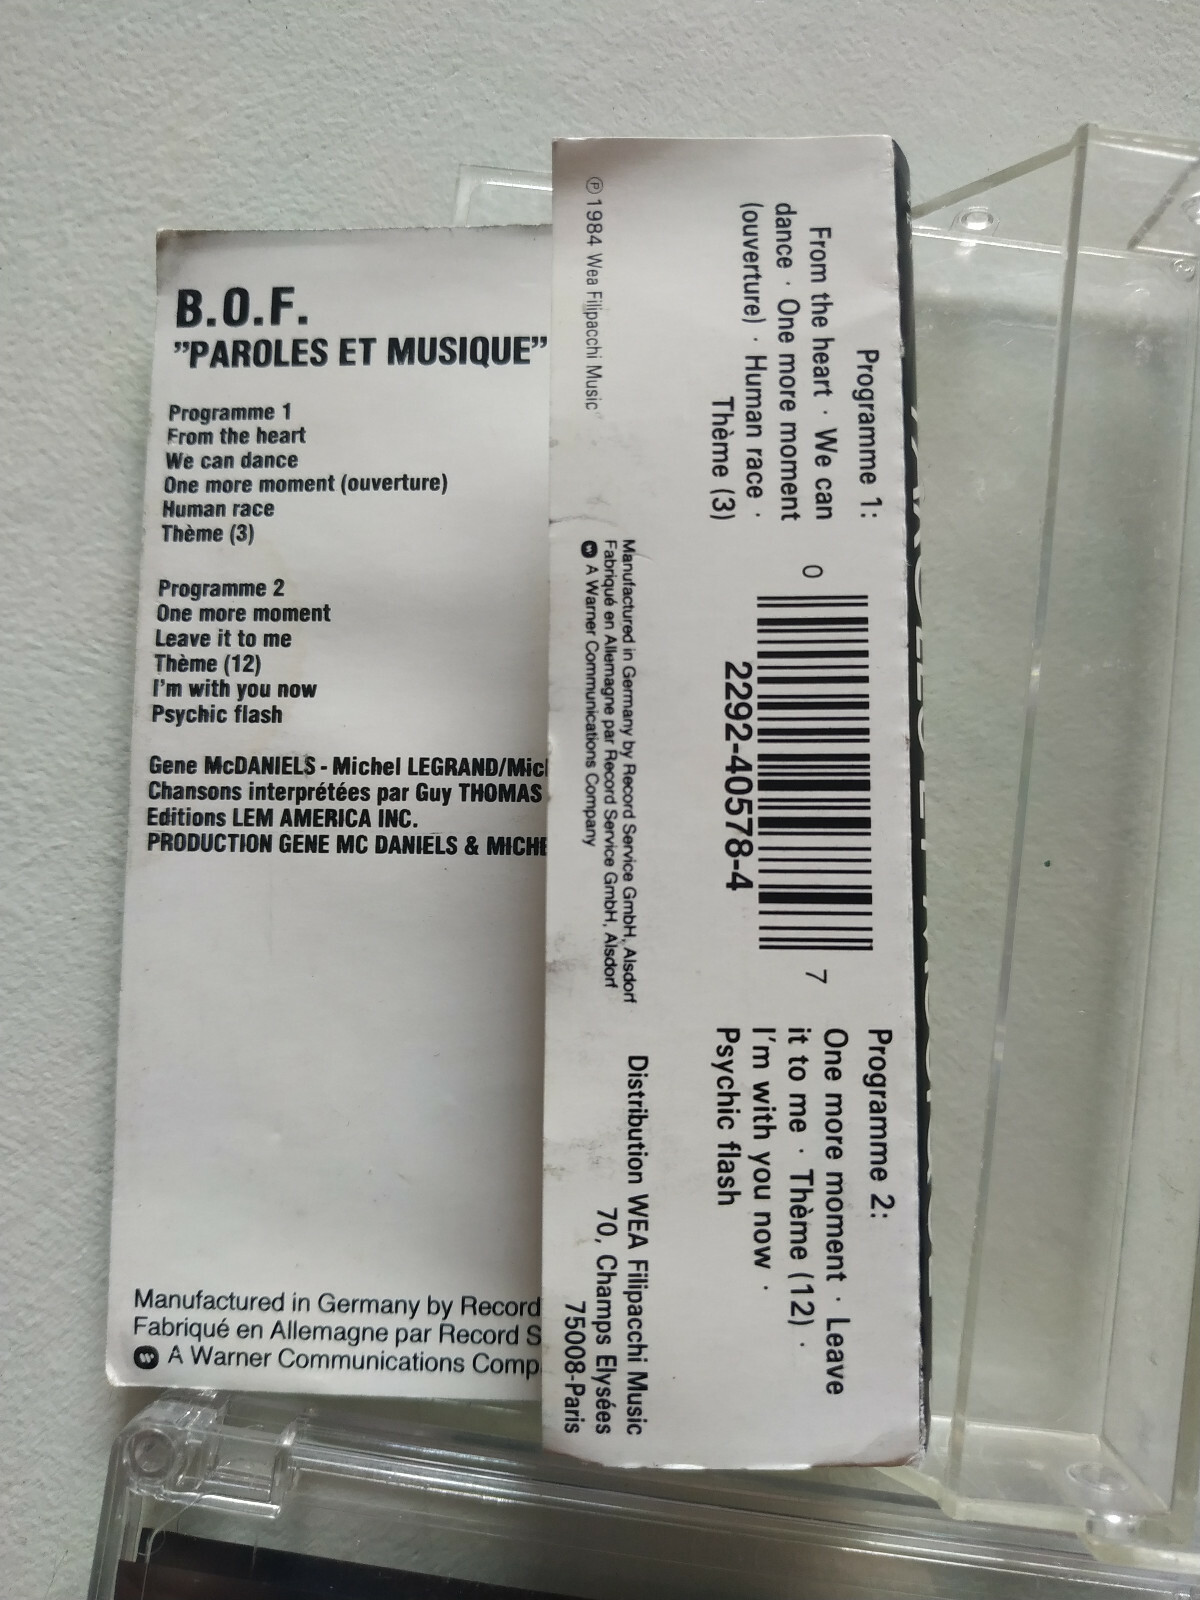 B.O.F.
"PAROLES ET MUSIQUE"
Programme 1
From the heart
We can dance
One more moment (ouverture)
Human race
Thème (3)
Programme 2
One more moment
Leave it to me
Thème (12)
I'm with you now
Psychic flash
Gene McDANIELS - Michel LEGRAND/
Chansons interprétées par Guy THOMAS
Editions LEM AMERICA INC.
PRODUCTION GENE MC DANIELS &
Manufactured in Germany by Record
Fabriqué en Allemagne par Record
A Warner Communications
Programme 1:
From the heart · We can
dance · One more moment
(ouverture) · Human race ·
Thème (3)
0 7
2292-40578-4
Programme 2:
One more moment · Leave
it to me · Thème (12) ·
I'm with you now ·
Psychic flash
℗ 1984 Wea Filipacchi Music
Manufactured in Germany by Record Service GmbH, Alsdorf
Fabriqué en Allemagne par Record Service GmbH, Alsdorf
A Warner Communications Company
Distribution WEA Filipacchi Music
70, Champs Elysées
75008-Paris